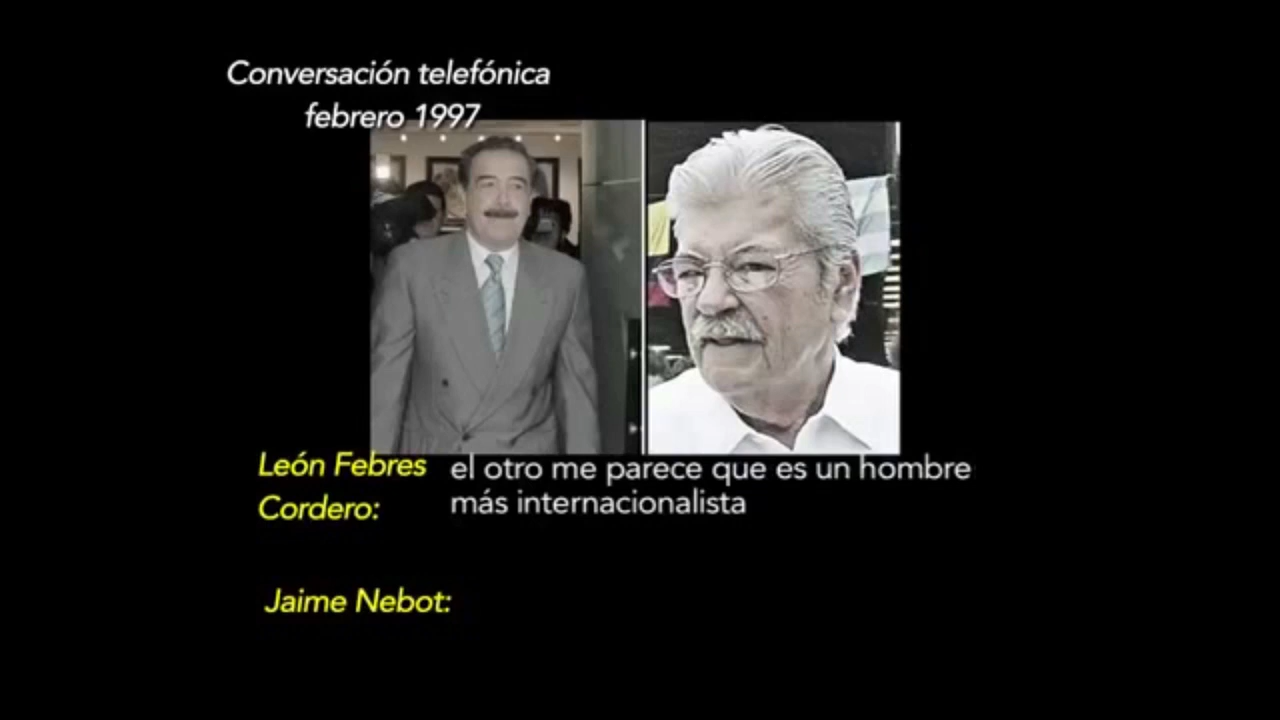 Conversación telefónica
febrero 1997
León Febres
Cordero:
el otro me parece que es un hombre
más internacionalista
Jaime Nebot: